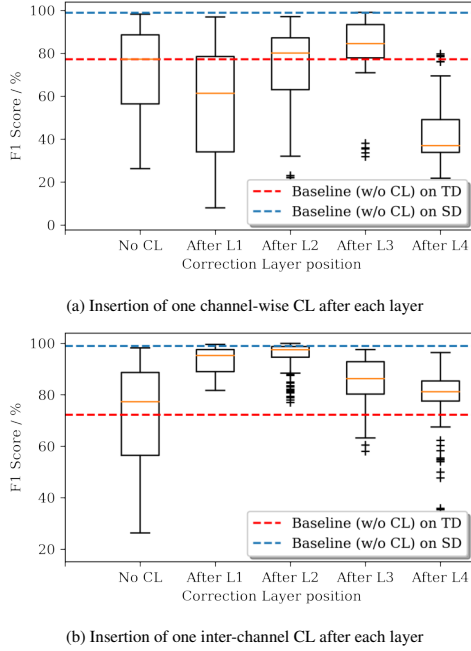 100
80
60
40
20
0
F1 Score / %
Baseline (w/o CL) on TD
Baseline (w/o CL) on SD
No CL After L1 After L2 After L3 After L4
Correction Layer position
(a) Insertion of one channel-wise CL after each layer
100
80
60
40
20
F1 Score / %
Baseline (w/o CL) on TD
Baseline (w/o CL) on SD
No CL After L1 After L2 After L3 After L4
Correction Layer position
(b) Insertion of one inter-channel CL after each layer